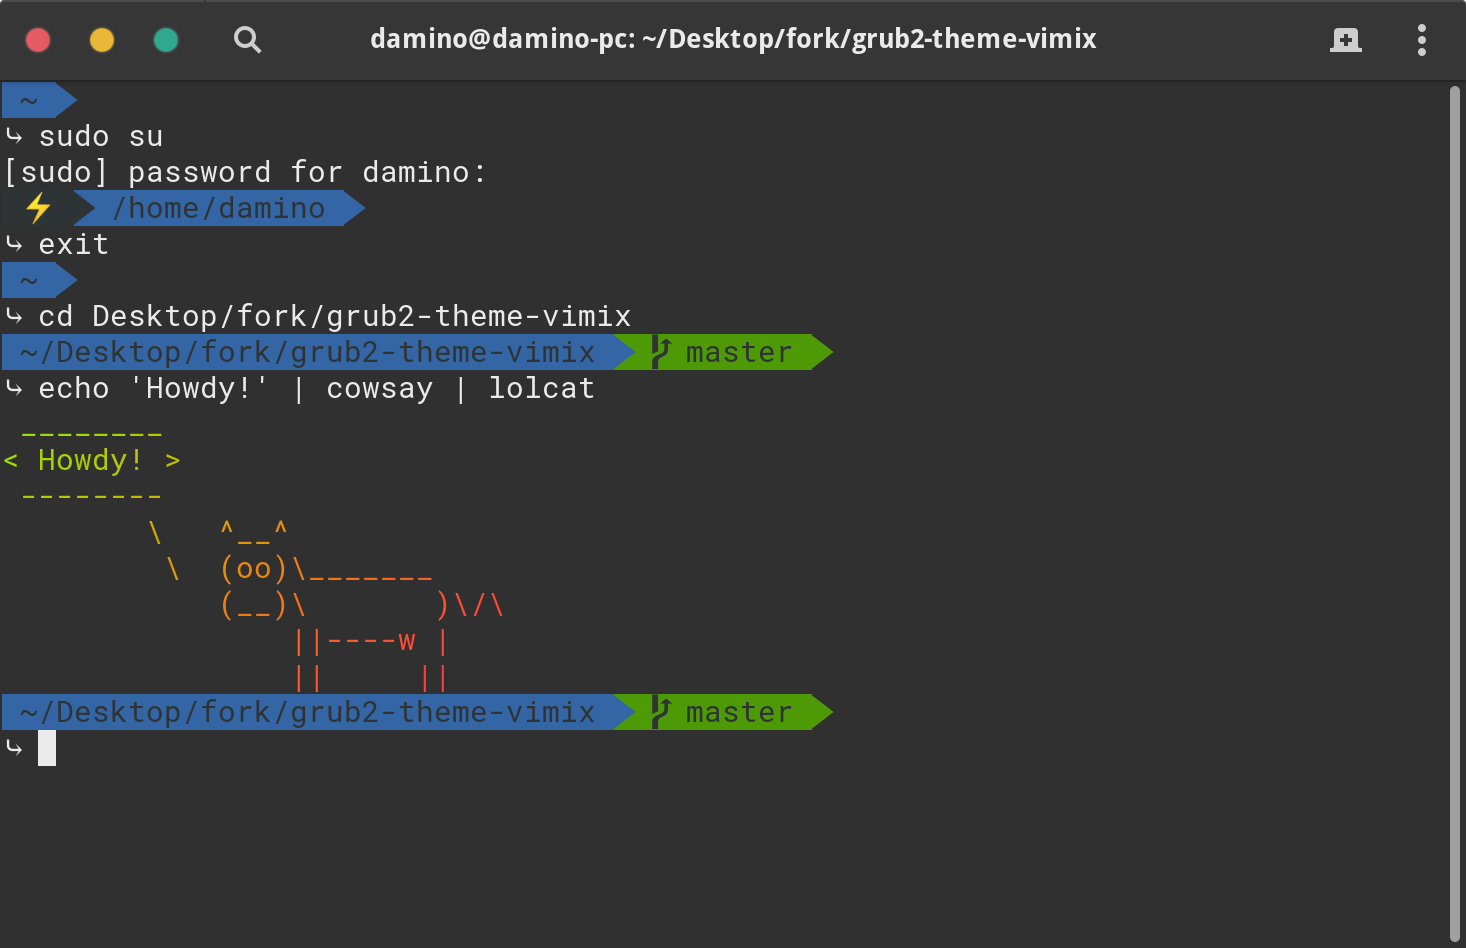 damino@damino-pc: ~/Desktop/fork/grub2-theme-vimix
~
⤷ sudo su
[sudo] password for damino:
⚡ /home/damino
⤷ exit
~
⤷ cd Desktop/fork/grub2-theme-vimix
~/Desktop/fork/grub2-theme-vimix master
⤷ echo 'Howdy!' | cowsay | lolcat
 ________
< Howdy! >
 --------
        \   ^__^
         \  (oo)\_______
            (__)\       )\/\
                ||----w |
                ||     ||
~/Desktop/fork/grub2-theme-vimix master
⤷